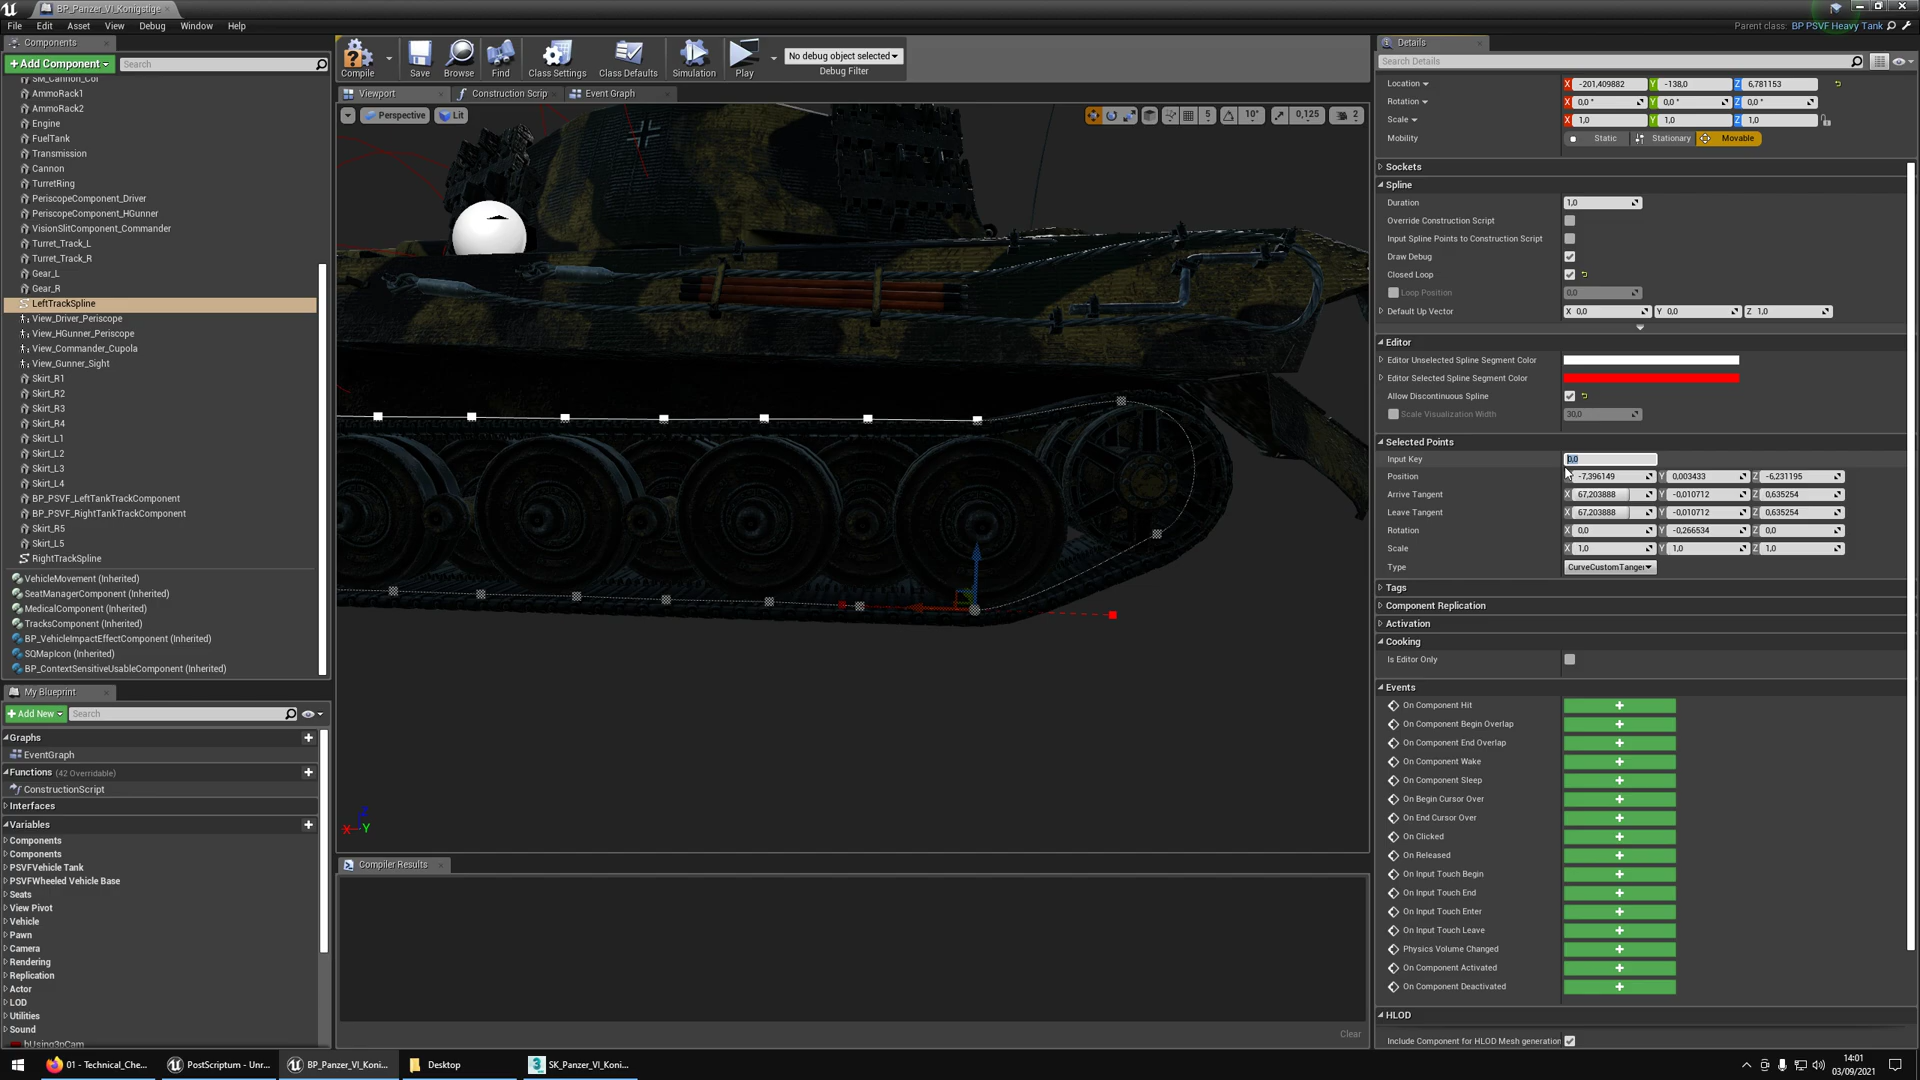 BP_Panzer_VI_Konigstige
File Edit Asset View Debug Window Help
Parent class: BP PSVF Heavy Tank
Components
+Add Component
Search
SM_Cannon_Col
AmmoRack1
AmmoRack2
Engine
FuelTank
Transmission
Cannon
TurretRing
PeriscopeComponent_Driver
PeriscopeComponent_HGunner
VisionSlitComponent_Commander
Turret_Track_L
Turret_Track_R
Gear_L
Gear_R
LeftTrackSpline
View_Driver_Periscope
View_HGunner_Periscope
View_Commander_Cupola
View_Gunner_Sight
Skirt_R1
Skirt_R2
Skirt_R3
Skirt_R4
Skirt_L1
Skirt_L2
Skirt_L3
Skirt_L4
BP_PSVF_LeftTankTrackComponent
BP_PSVF_RightTankTrackComponent
Skirt_R5
Skirt_L5
RightTrackSpline
VehicleMovement (Inherited)
SeatManagerComponent (Inherited)
MedicalComponent (Inherited)
TracksComponent (Inherited)
BP_VehicleImpactEffectComponent (Inherited)
SQMapIcon (Inherited)
BP_ContextSensitiveUsableComponent (Inherited)
My Blueprint
+Add New
Search
Graphs
EventGraph
Functions (42 Overridable)
ConstructionScript
Interfaces
Variables
Components
Components
PSVFVehicle Tank
PSVFWheeled Vehicle Base
Seats
View Pivot
Vehicle
Pawn
Camera
Rendering
Replication
Actor
LOD
Utilities
Sound
bUsing3pCam
Compile
Save
Browse
Find
Class Settings
Class Defaults
Simulation
Play
No debug object selected
Debug Filter
Viewport
Construction Scrip
Event Graph
Perspective
Lit
5
10°
0,125
2
X
Y
Z
Compiler Results
Clear
Details
Search Details
Location X -201,409882 Y -138,0 Z 6,781153
Rotation X 0,0 ° Y 0,0 ° Z 0,0 °
Scale X 1,0 Y 1,0 Z 1,0
Mobility Static Stationary Movable
Sockets
Spline
Duration 1,0
Override Construction Script
Input Spline Points to Construction Script
Draw Debug
Closed Loop
Loop Position 0,0
Default Up Vector X 0,0 Y 0,0 Z 1,0
Editor
Editor Unselected Spline Segment Color
Editor Selected Spline Segment Color
Allow Discontinuous Spline
Scale Visualization Width 30,0
Selected Points
Input Key 0,0
Position -7,396149 Y 0,003433 Z -6,231195
Arrive Tangent X 67,203888 Y -0,010712 Z 0,635254
Leave Tangent X 67,203888 Y -0,010712 Z 0,635254
Rotation X 0,0 Y -0,266534 Z 0,0
Scale X 1,0 Y 1,0 Z 1,0
Type CurveCustomTanger
Tags
Component Replication
Activation
Cooking
Is Editor Only
Events
On Component Hit
On Component Begin Overlap
On Component End Overlap
On Component Wake
On Component Sleep
On Begin Cursor Over
On End Cursor Over
On Clicked
On Released
On Input Touch Begin
On Input Touch End
On Input Touch Enter
On Input Touch Leave
Physics Volume Changed
On Component Activated
On Component Deactivated
HLOD
Include Component for HLOD Mesh generation
01 - Technical_Che...
PostScriptum - Unr...
BP_Panzer_VI_Koni...
Desktop
SK_Panzer_VI_Koni...
14:01
03/09/2021